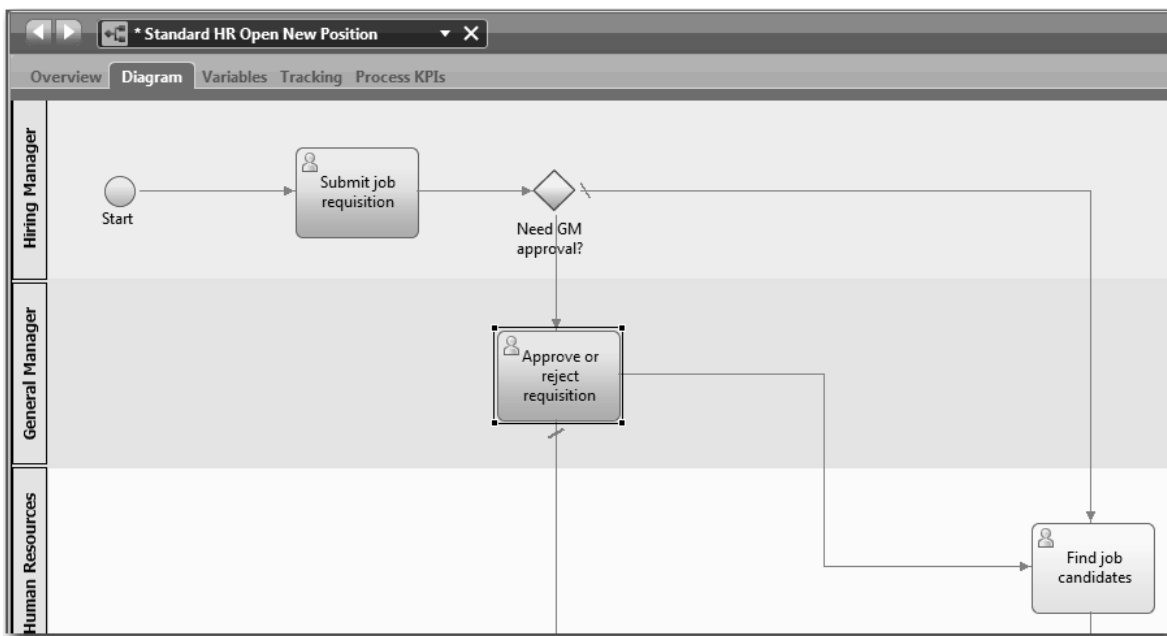 * Standard HR Open New Position
Overview Diagram Variables Tracking Process KPIs
Hiring Manager
Start
Submit job
requisition
Need GM
approval?
General Manager
Approve or
reject
requisition
Human Resources
Find job
candidates